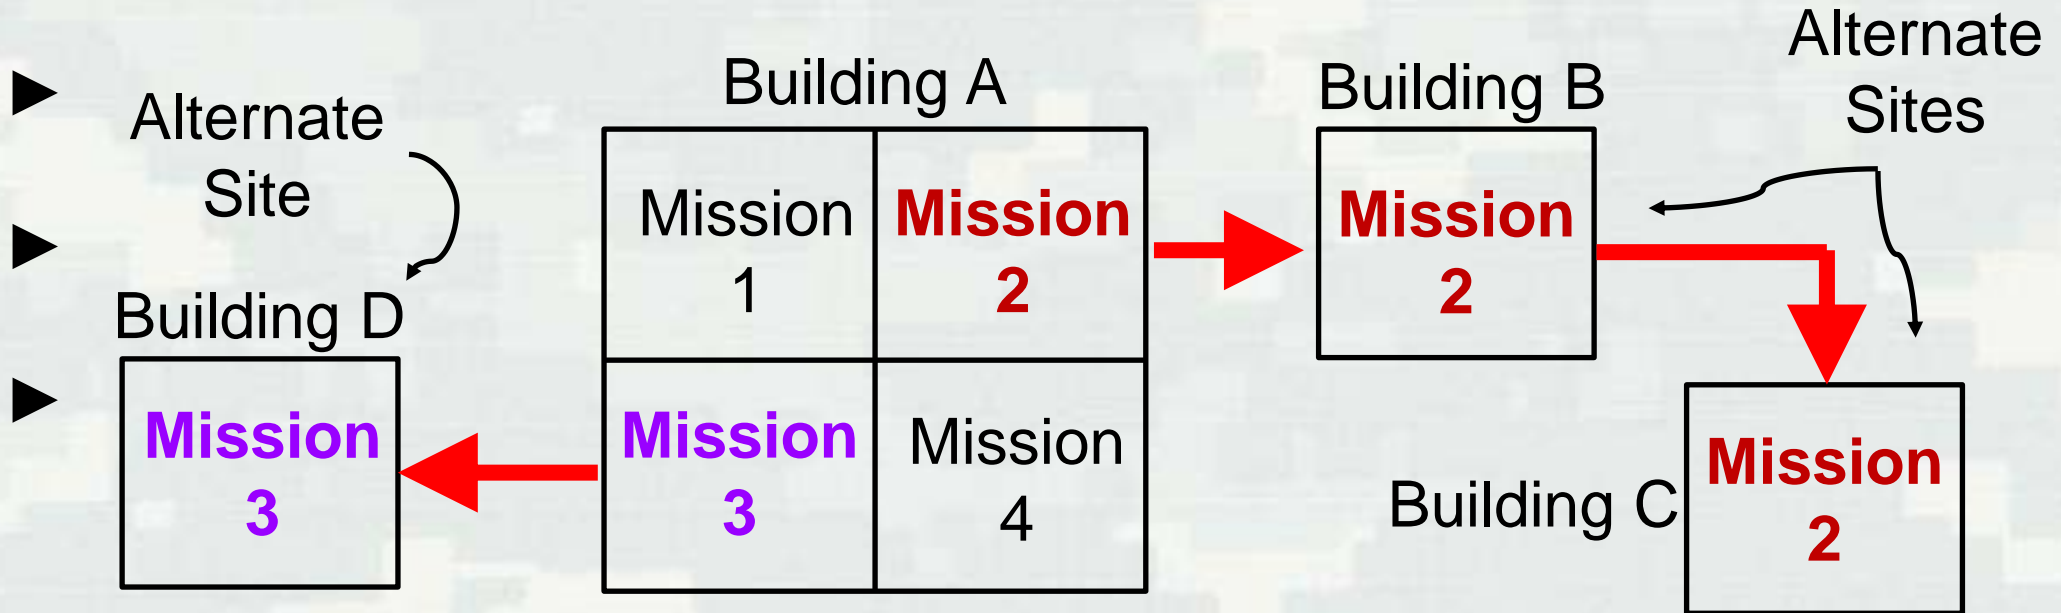 Alternate
Site
Building D
Mission
3
Building A
Mission
1
Mission
2
Mission
3
Mission
4
Building B
Mission
2
Alternate
Sites
Building C
Mission
2